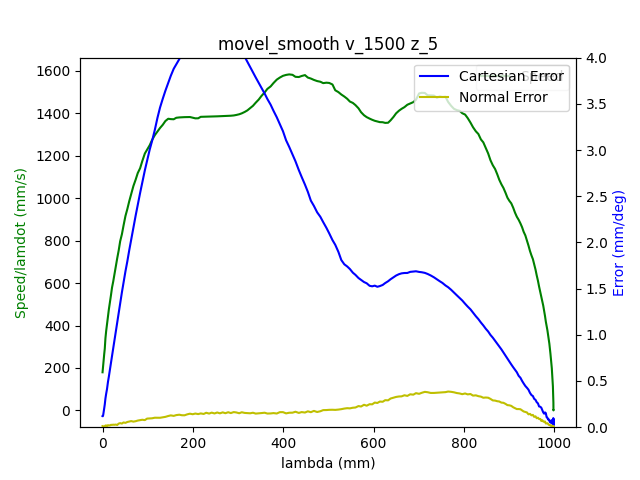 movel_smooth v_1500 z_5
Cartesian Error
Normal Error
Speed/lamdot (mm/s)
1600
1400
1200
1000
800
600
400
200
0
4.0
3.5
3.0
2.5
2.0
1.5
1.0
0.5
0.0
Error (mm/deg)
0 200 400 600 800 1000
lambda (mm)